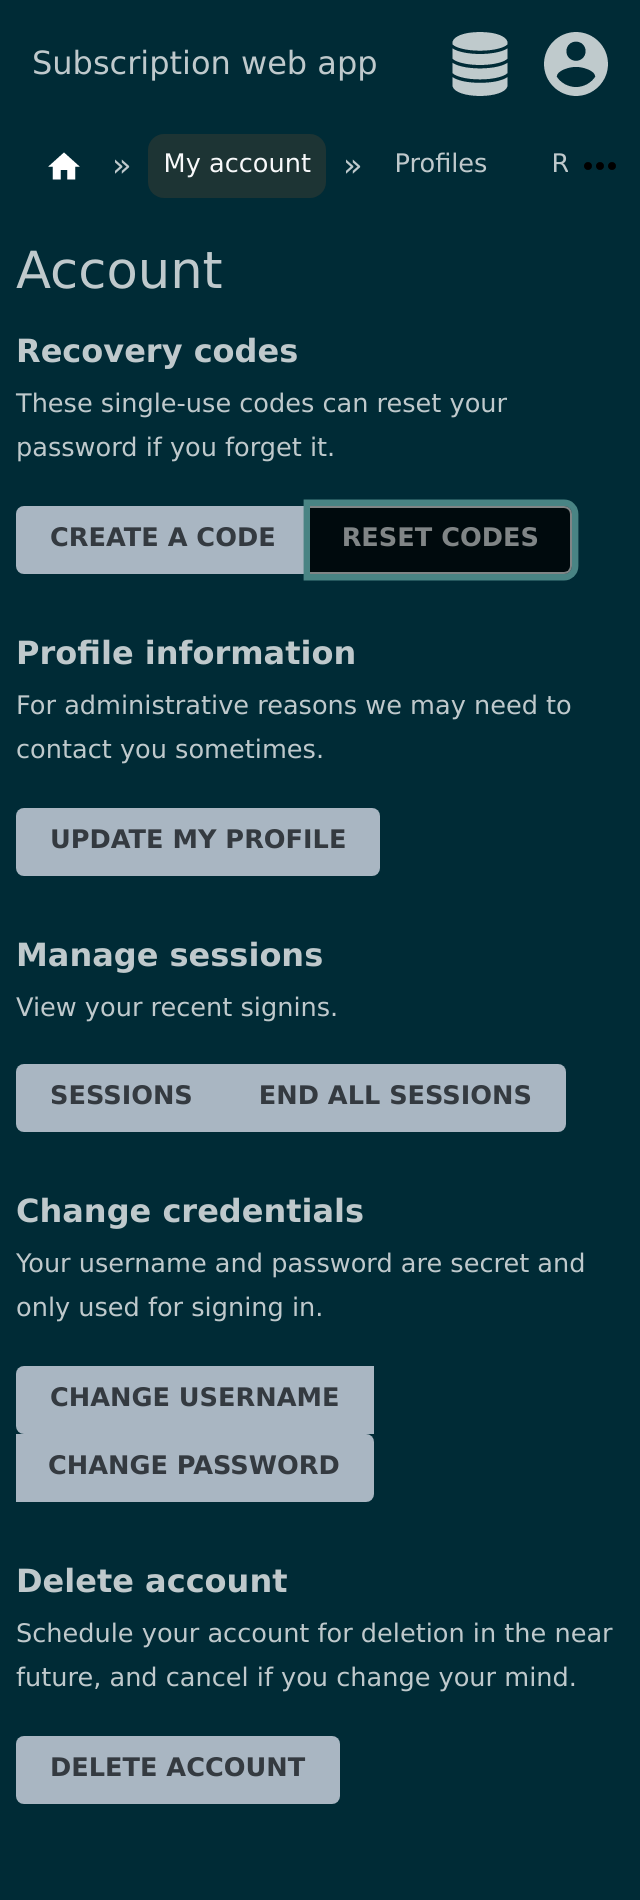 Subscription web app
» My account » Profiles R
Account
Recovery codes
These single-use codes can reset your
password if you forget it.
CREATE A CODE RESET CODES
Profile information
For administrative reasons we may need to
contact you sometimes.
UPDATE MY PROFILE
Manage sessions
View your recent signins.
SESSIONS END ALL SESSIONS
Change credentials
Your username and password are secret and
only used for signing in.
CHANGE USERNAME
CHANGE PASSWORD
Delete account
Schedule your account for deletion in the near
future, and cancel if you change your mind.
DELETE ACCOUNT